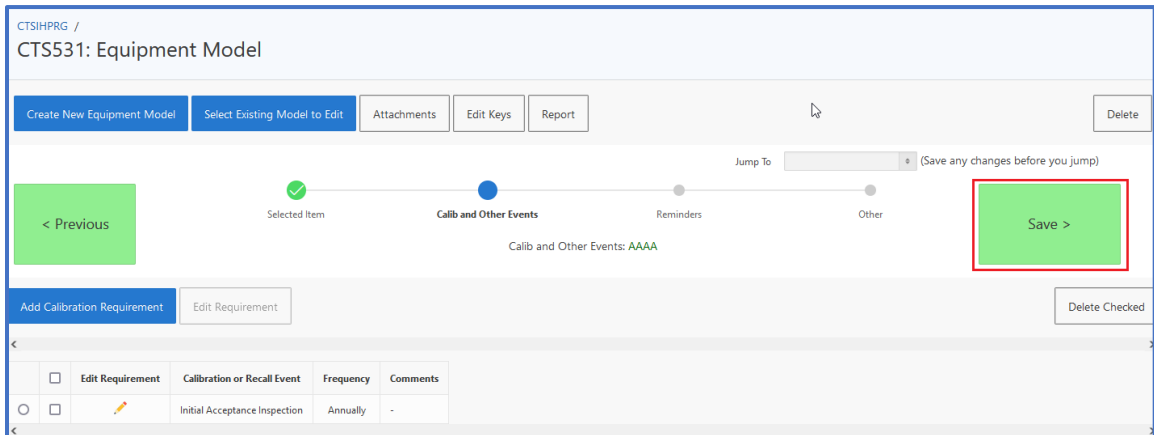 CTSIHPRG /
CTS531: Equipment Model
Create New Equipment Model Select Existing Model to Edit Attachments Edit Keys Report Delete
Jump To (Save any changes before you jump)
< Previous Selected Item Calib and Other Events Reminders Other Save >
Calib and Other Events: AAAA
Add Calibration Requirement Edit Requirement Delete Checked
Edit Requirement Calibration or Recall Event Frequency Comments
Initial Acceptance Inspection Annually -